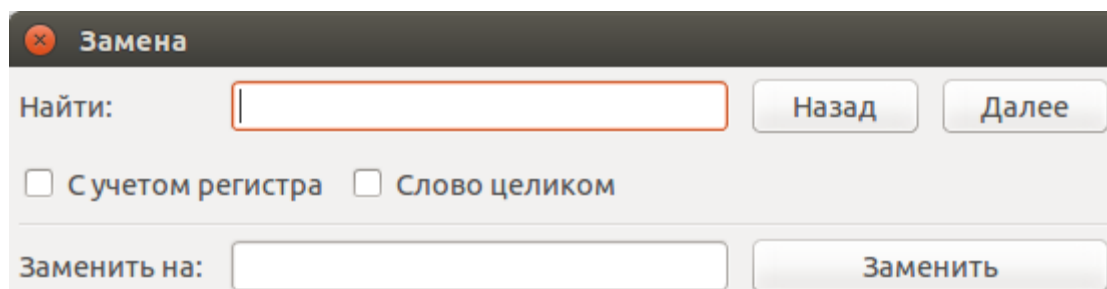 Замена
Найти: Назад Далее
С учетом регистра Слово целиком
Заменить на: Заменить